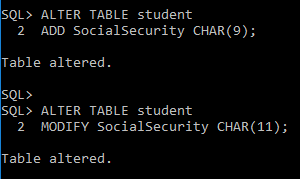 SQL> ALTER TABLE student
  2  ADD SocialSecurity CHAR(9);
Table altered.
SQL>
SQL> ALTER TABLE student
  2  MODIFY SocialSecurity CHAR(11);
Table altered.